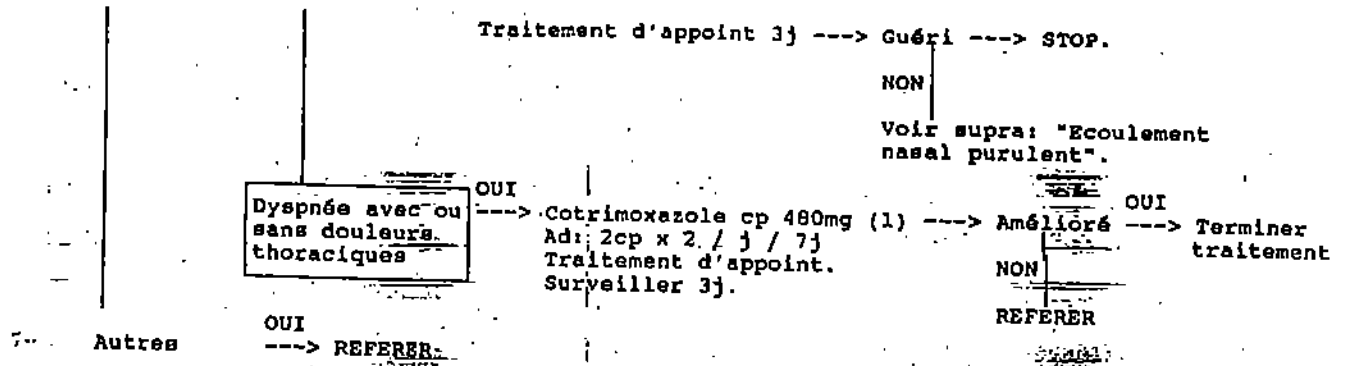 Traitement d'appoint 3j ---> Guéri ---> STOP.
NON
Voir supra: "Ecoulement
nasal purulent".
OUI
OUI
Dyspnée avec ou ---> Cotrimoxazole cp 480mg (1) ---> Amélioré ---> Terminer
sans douleurs Ad: 2cp x 2 / j / 7j traitement
thoraciques Traitement d'appoint. NON
Surveiller 3j.
REFERER
OUI
Autres ---> REFERER